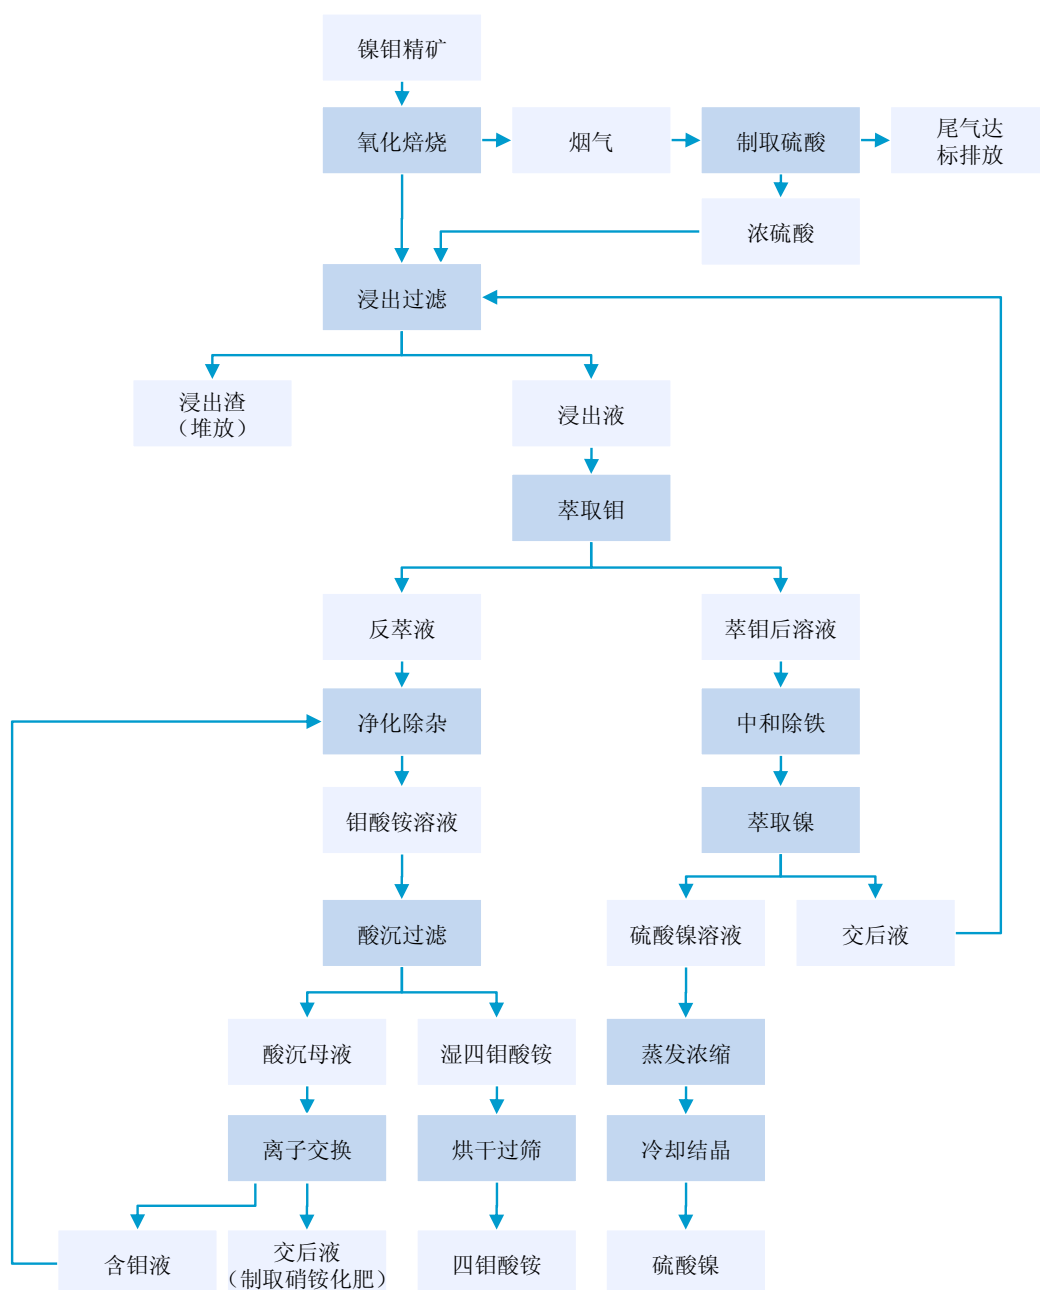 镍钼精矿
氧化焙烧
烟气
制取硫酸
尾气达
标排放
浓硫酸
浸出过滤
浸出渣
（堆放）
浸出液
萃取钼
反萃液
萃钼后溶液
净化除杂
中和除铁
钼酸铵溶液
萃取镍
酸沉过滤
硫酸镍溶液
交后液
酸沉母液
湿四钼酸铵
蒸发浓缩
离子交换
烘干过筛
冷却结晶
含钼液
交后液
（制取硝铵化肥）
四钼酸铵
硫酸镍